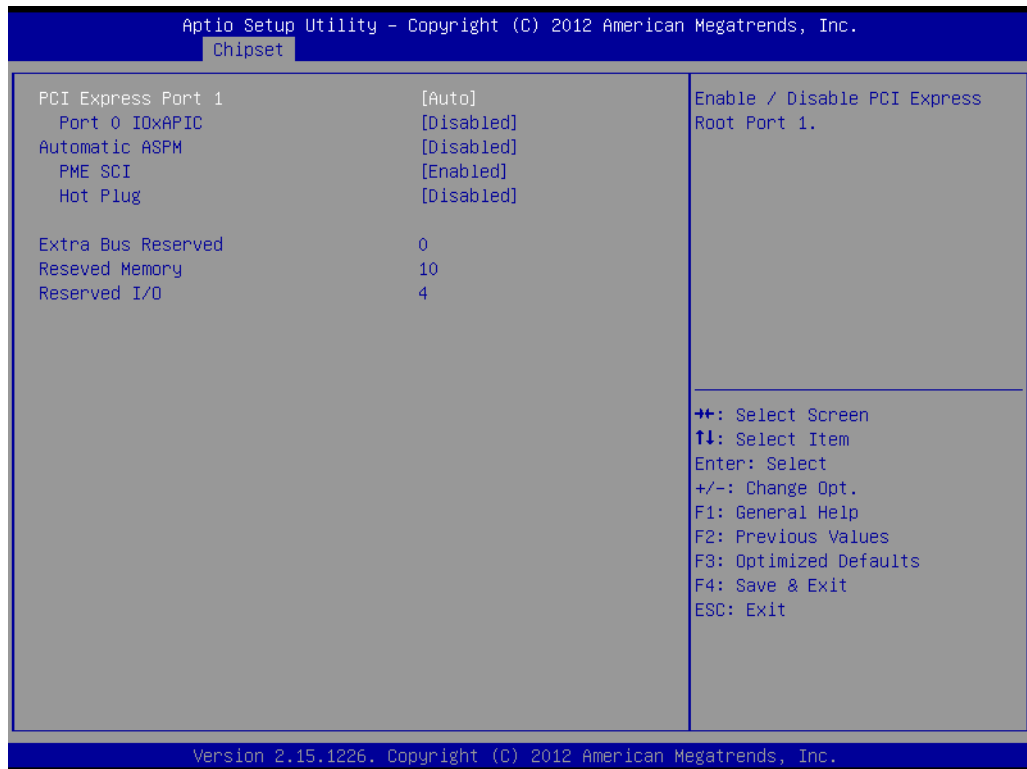 Aptio Setup Utility – Copyright (C) 2012 American Megatrends, Inc.
Chipset
PCI Express Port 1 [Auto]
Port 0 IOxAPIC [Disabled]
Automatic ASPM [Disabled]
PME SCI [Enabled]
Hot Plug [Disabled]
Extra Bus Reserved 0
Reseved Memory 10
Reserved I/O 4
Enable / Disable PCI Express
Root Port 1.
→←: Select Screen
↑↓: Select Item
Enter: Select
+/-: Change Opt.
F1: General Help
F2: Previous Values
F3: Optimized Defaults
F4: Save & Exit
ESC: Exit
Version 2.15.1226. Copyright (C) 2012 American Megatrends, Inc.